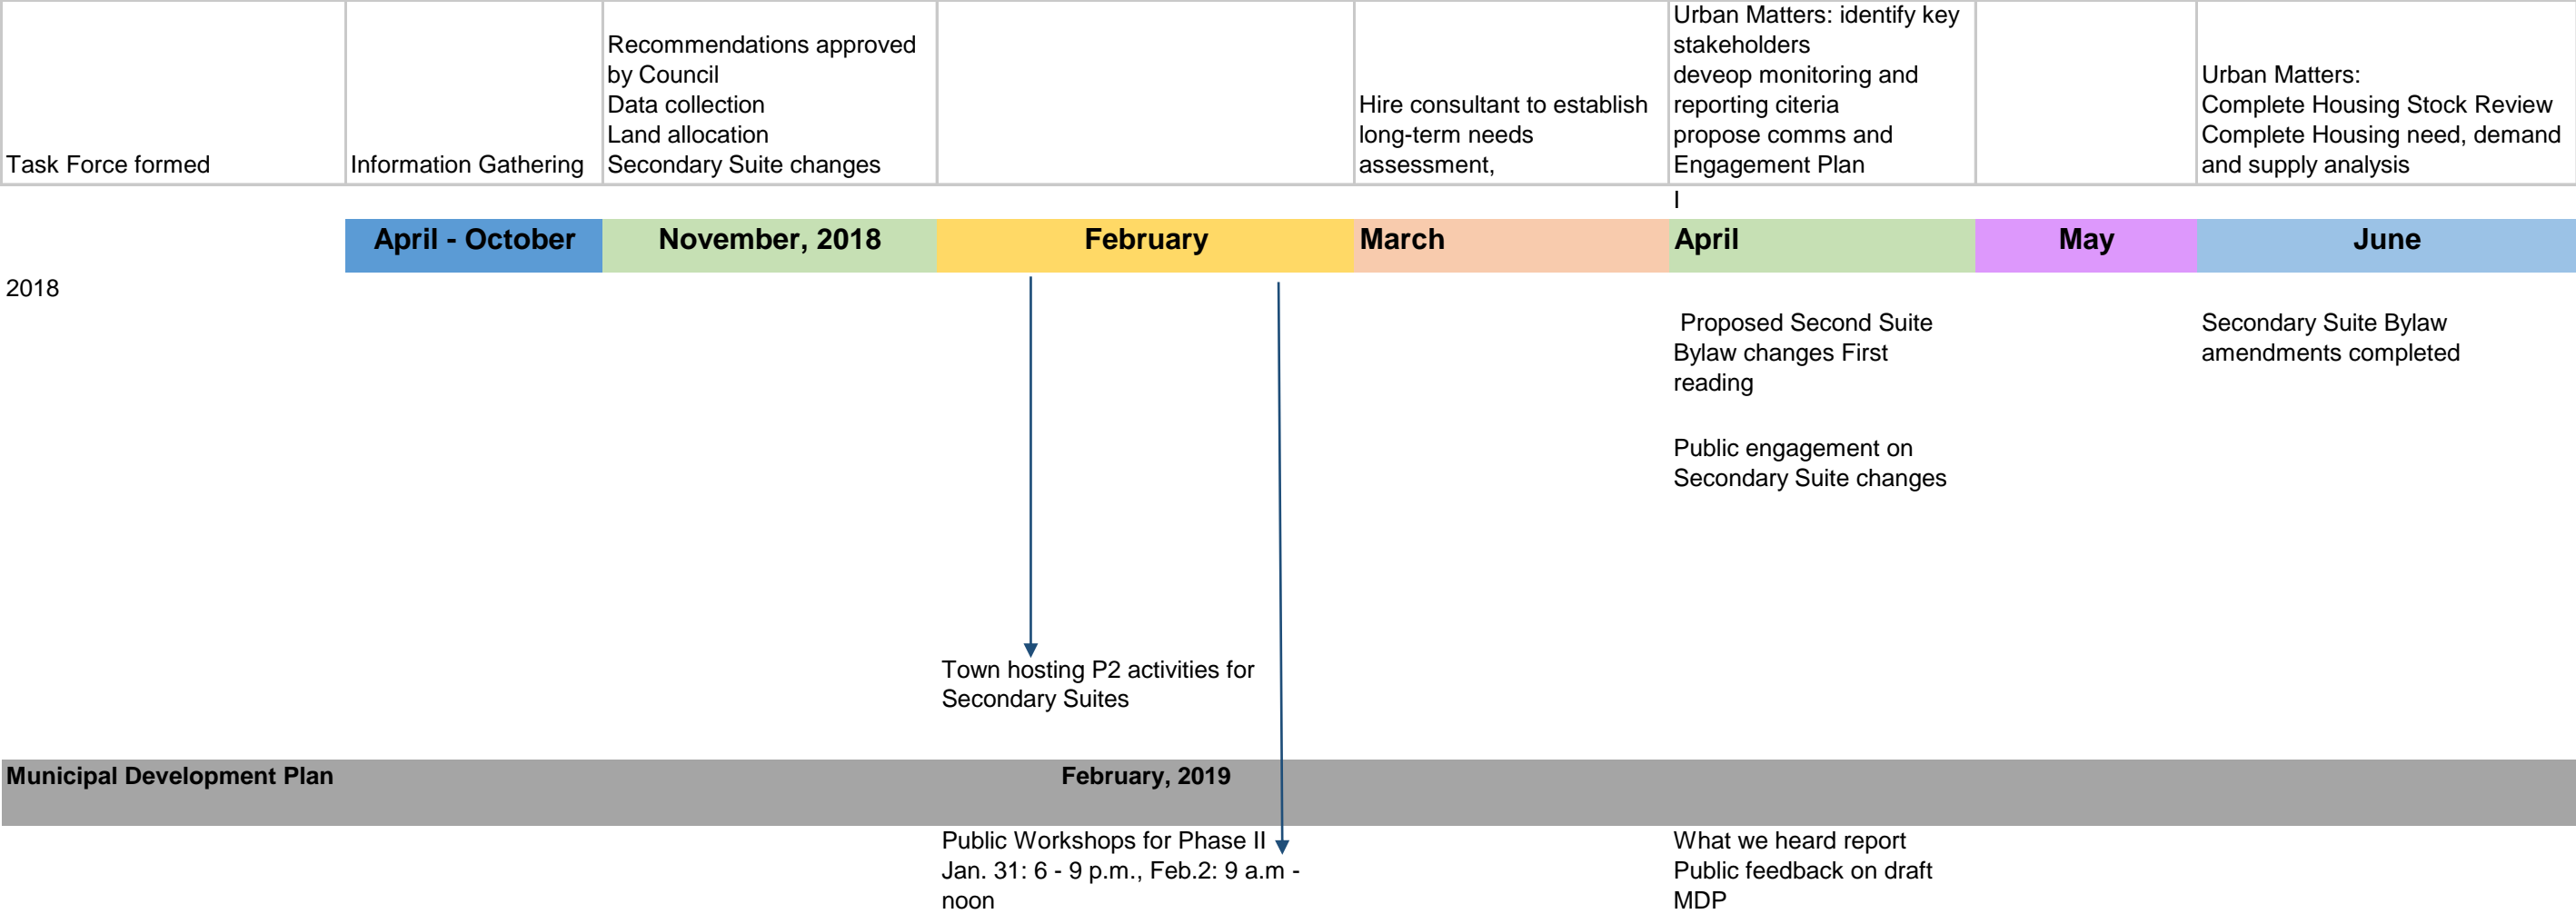 Task Force formed
Information Gathering
Recommendations approved
by Council
Data collection
Land allocation
Secondary Suite changes
Hire consultant to establish
long-term needs
assessment,
Urban Matters: identify key
stakeholders
deveop monitoring and
reporting citeria
propose comms and
Engagement Plan
Urban Matters:
Complete Housing Stock Review
Complete Housing need, demand
and supply analysis
I
April - October
November, 2018
February
March
April
May
June
2018
Proposed Second Suite
Bylaw changes First
reading
Public engagement on
Secondary Suite changes
Secondary Suite Bylaw
amendments completed
Town hosting P2 activities for
Secondary Suites
Municipal Development Plan
February, 2019
Public Workshops for Phase II
Jan. 31: 6 - 9 p.m., Feb.2: 9 a.m -
noon
What we heard report
Public feedback on draft
MDP